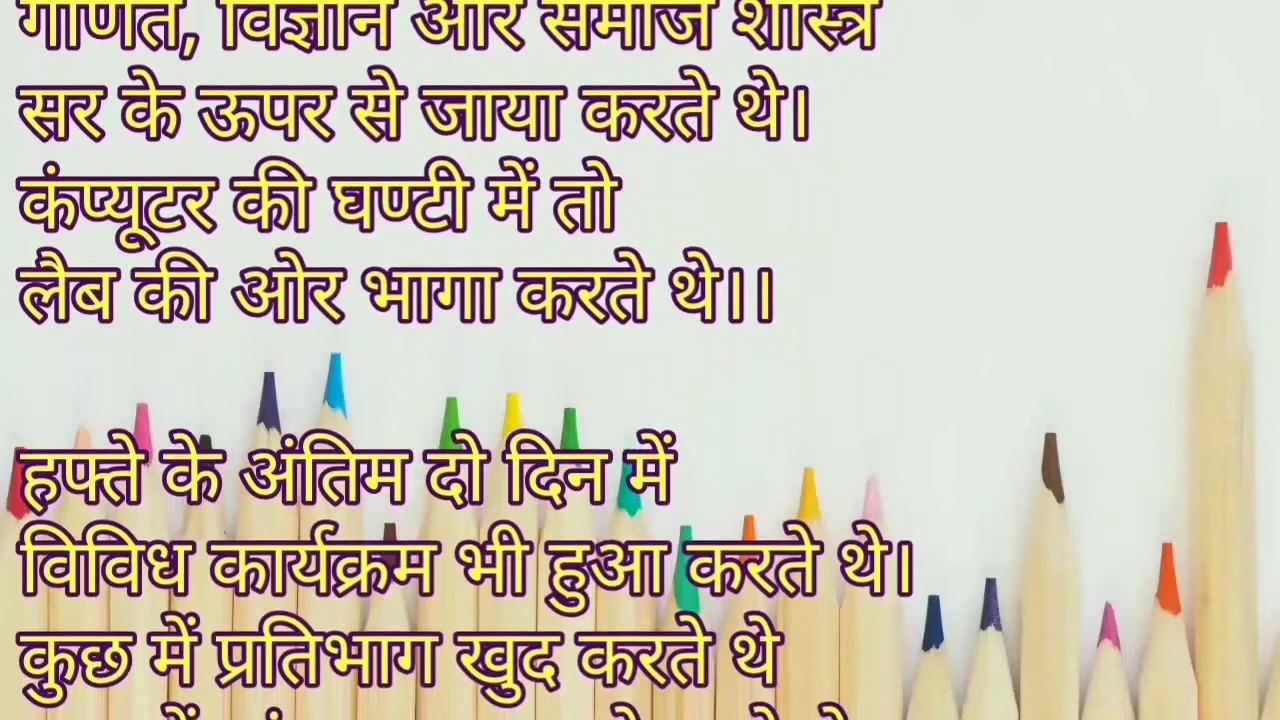 गणित, विज्ञान और समाज शास्त्र
सर के ऊपर से जाया करते थे।
कंप्यूटर की घण्टी में तो
लैब की ओर भागा करते थे।।
हफ्ते के अंतिम दो दिन में
विविध कार्यक्रम भी हुआ करते थे।
कुछ में प्रतिभाग खुद करते थे